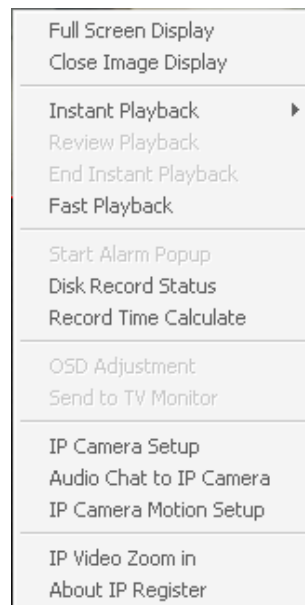 Full Screen Display
Close Image Display
Instant Playback
Review Playback
End Instant Playback
Fast Playback
Start Alarm Popup
Disk Record Status
Record Time Calculate
OSD Adjustment
Send to TV Monitor
IP Camera Setup
Audio Chat to IP Camera
IP Camera Motion Setup
IP Video Zoom in
About IP Register